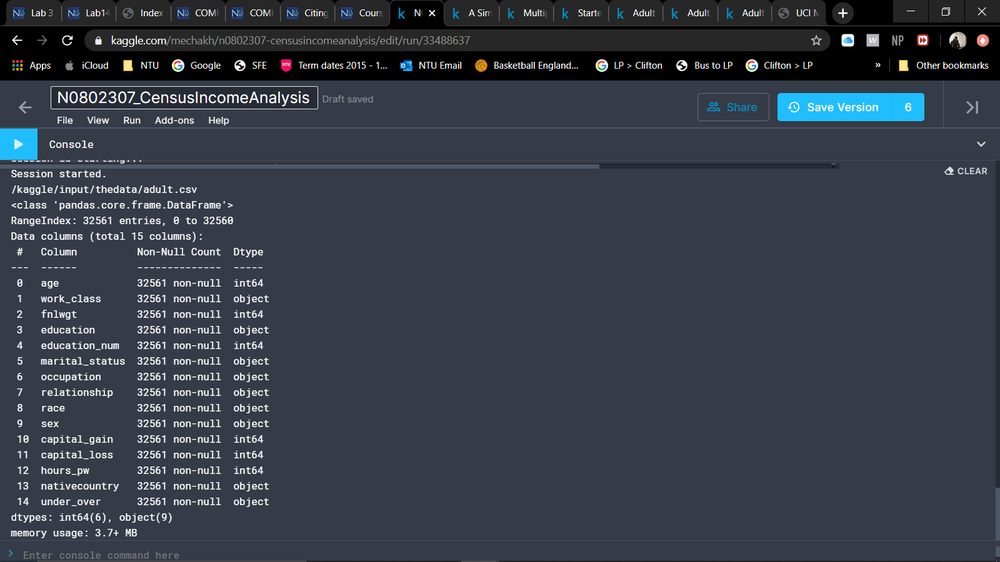 Lab 3
Lab14
Index
COM
COM
Citing
Cours
A Sim
Multi
Starte
Adult
Adult
Adult
UCI
kaggle.com/mechakh/n0802307-censusincomeanalysis/edit/run/33488637
W
NP
Apps
iCloud
NTU
Google
SFE
NTU
Term dates 2015 - 1...
NTU Email
Basketball England...
LP > Clifton
Bus to LP
Clifton > LP
»
Other bookmarks
N0802307_CensusIncomeAnalysis
Draft saved
Share
Save Version
6
File View Run Add-ons Help
Console
Session is starting...
Session started.
CLEAR
/kaggle/input/thedata/adult.csv
<class 'pandas.core.frame.DataFrame'>
RangeIndex: 32561 entries, 0 to 32560
Data columns (total 15 columns):
# Column Non-Null Count Dtype
--- ------ -------------- -----
0 age 32561 non-null int64
1 work_class 32561 non-null object
2 fnlwgt 32561 non-null int64
3 education 32561 non-null object
4 education_num 32561 non-null int64
5 marital_status 32561 non-null object
6 occupation 32561 non-null object
7 relationship 32561 non-null object
8 race 32561 non-null object
9 sex 32561 non-null object
10 capital_gain 32561 non-null int64
11 capital_loss 32561 non-null int64
12 hours_pw 32561 non-null int64
13 nativecountry 32561 non-null object
14 under_over 32561 non-null object
dtypes: int64(6), object(9)
memory usage: 3.7+ MB
Enter console command here